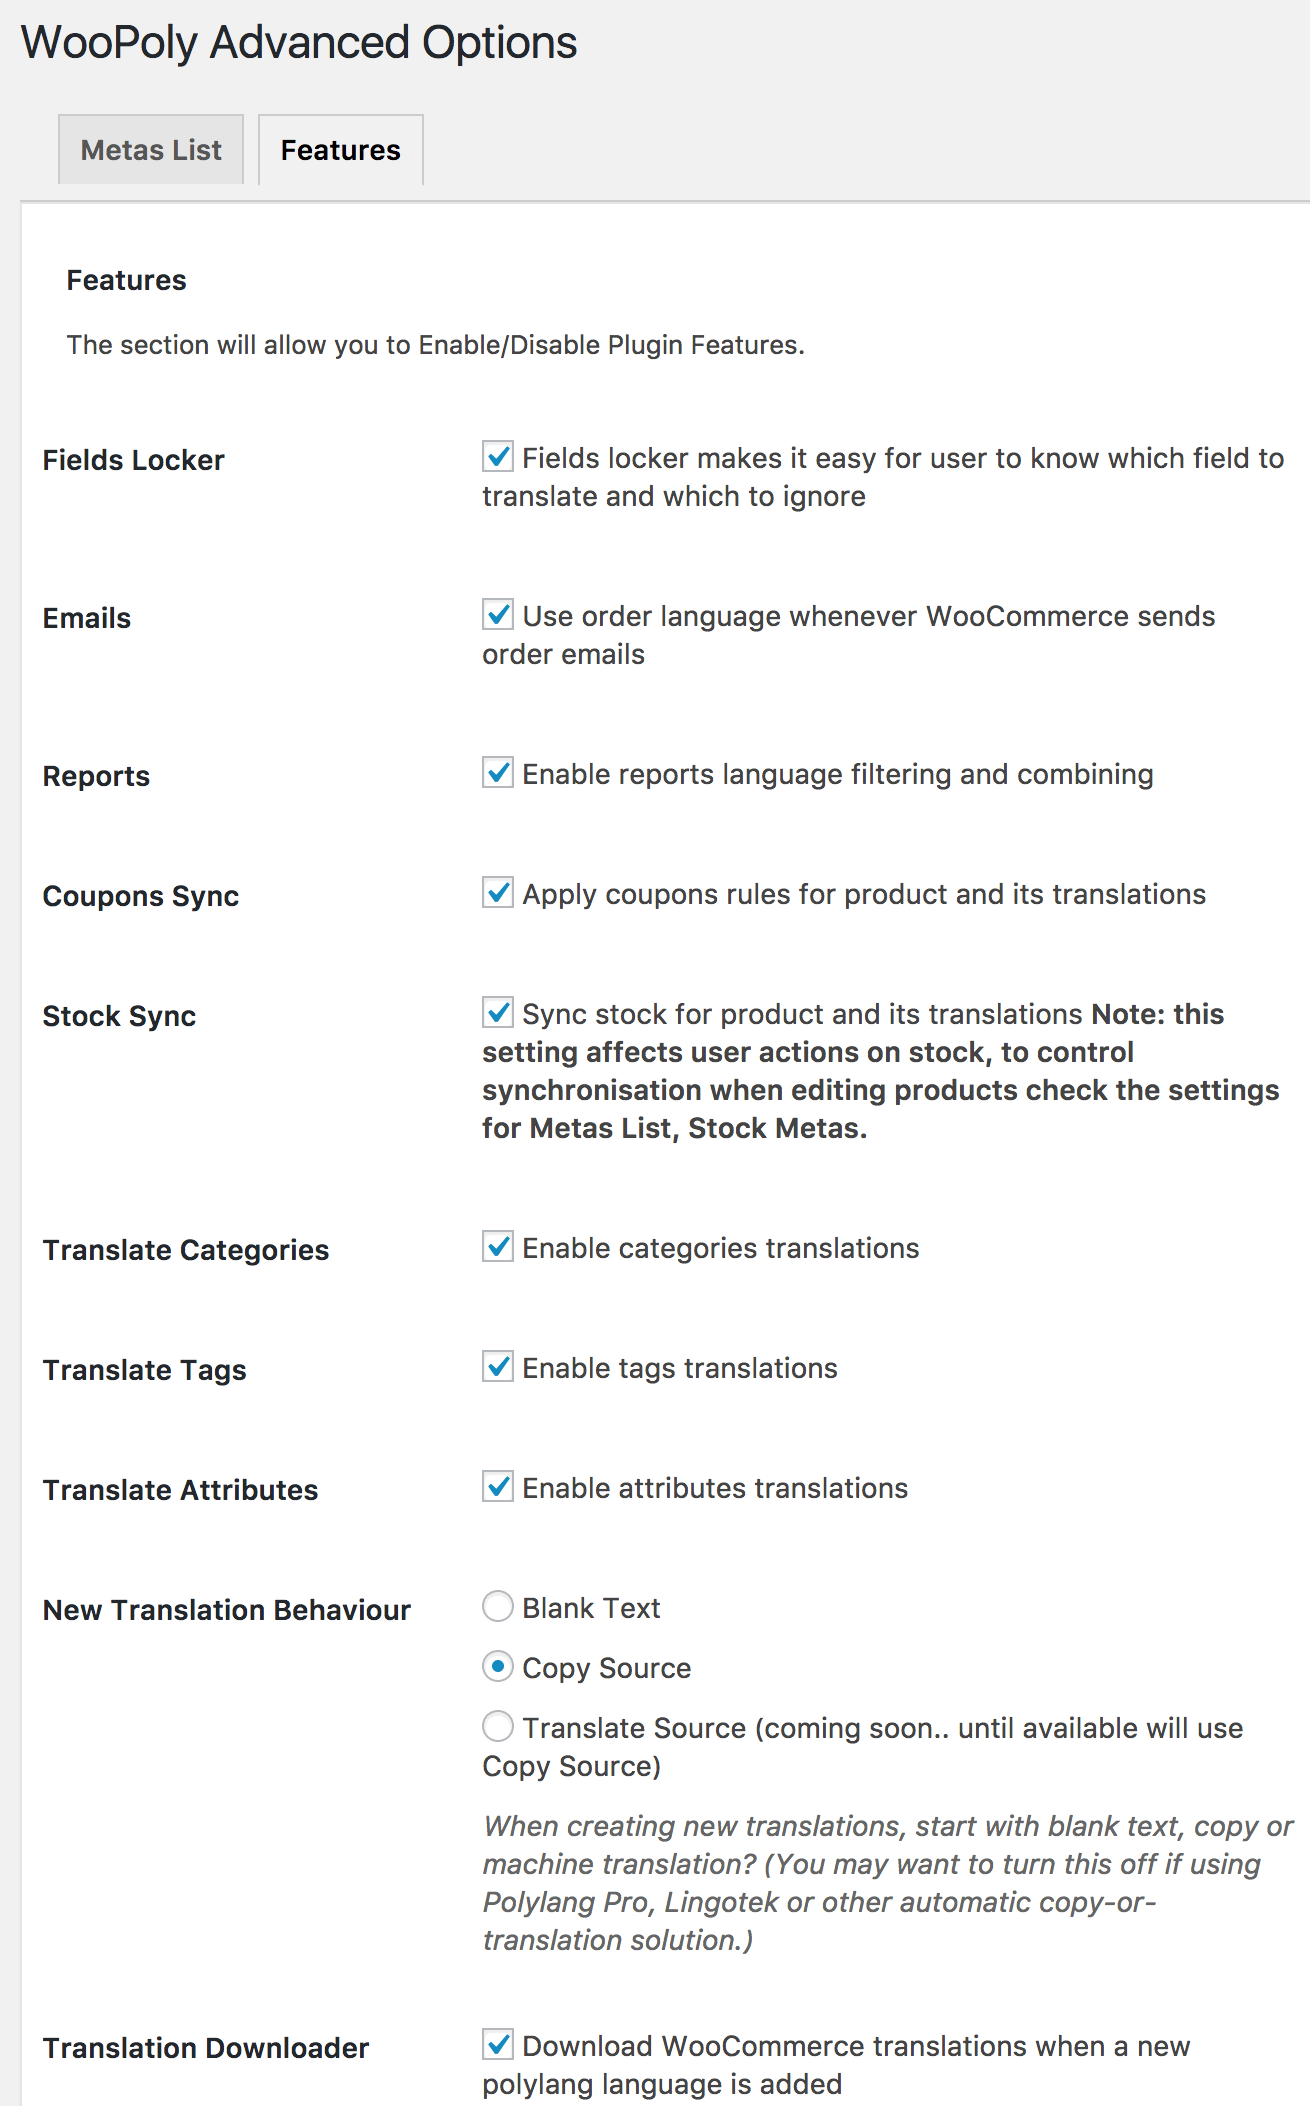 WooPoly Advanced Options
Metas List
Features
Features
The section will allow you to Enable/Disable Plugin Features.
Fields Locker
Fields locker makes it easy for user to know which field to
translate and which to ignore
Emails
Use order language whenever WooCommerce sends
order emails
Reports
Enable reports language filtering and combining
Coupons Sync
Apply coupons rules for product and its translations
Stock Sync
Sync stock for product and its translations Note: this
setting affects user actions on stock, to control
synchronisation when editing products check the settings
for Metas List, Stock Metas.
Translate Categories
Enable categories translations
Translate Tags
Enable tags translations
Translate Attributes
Enable attributes translations
New Translation Behaviour
Blank Text
Copy Source
Translate Source (coming soon.. until available will use
Copy Source)
When creating new translations, start with blank text, copy or
machine translation? (You may want to turn this off if using
Polylang Pro, Lingotek or other automatic copy-or-
translation solution.)
Translation Downloader
Download WooCommerce translations when a new
polylang language is added